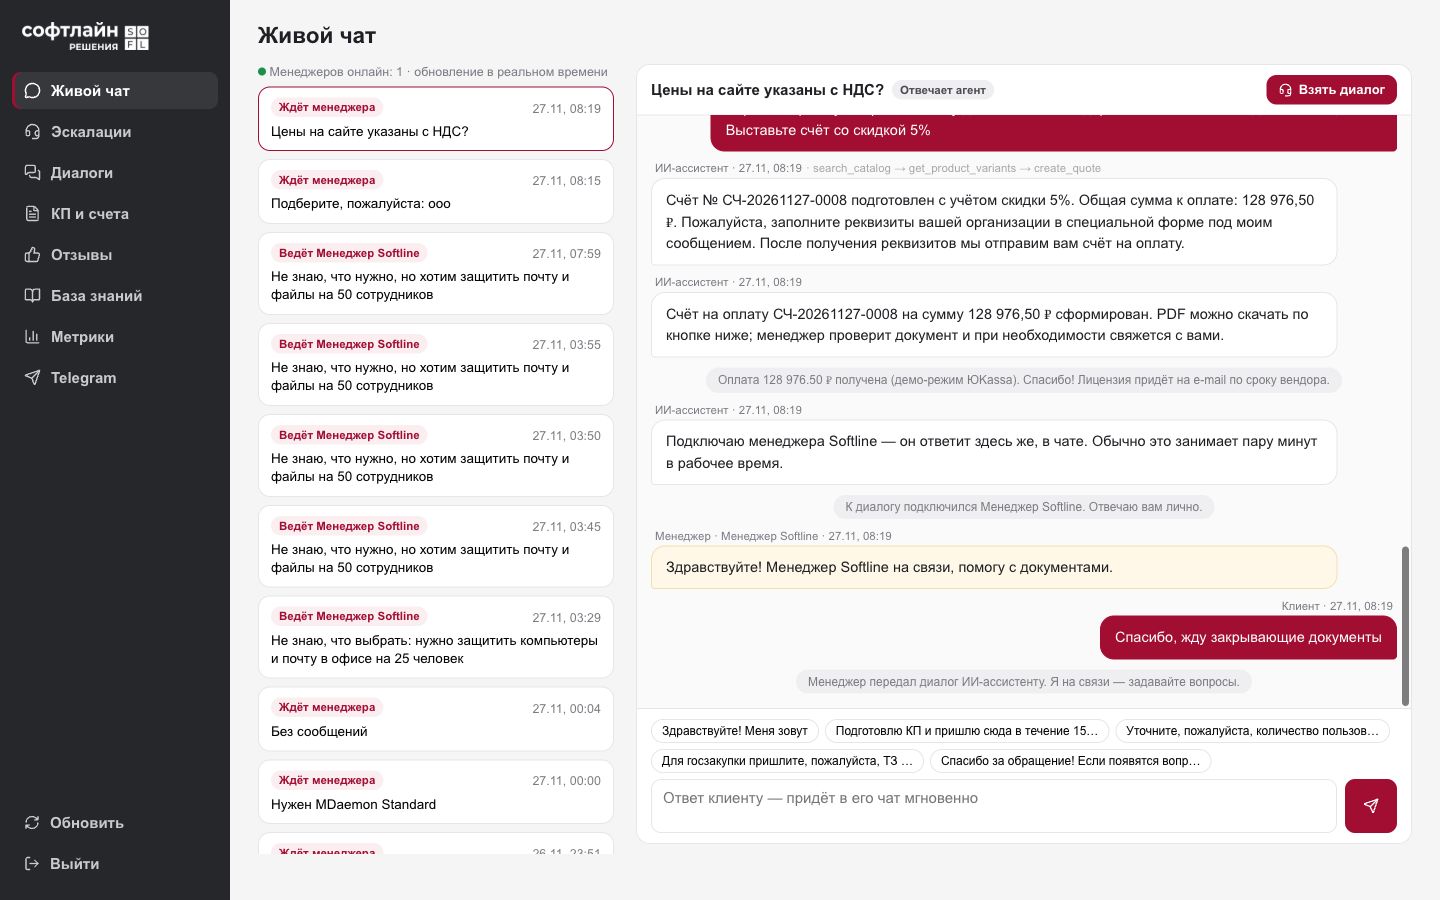 софтлайн
РЕШЕНИЯ
SOFL
Живой чат
Эскалации
Диалоги
КП и счета
Отзывы
База знаний
Метрики
Telegram
Обновить
Выйти
Живой чат
Менеджеров онлайн: 1 · обновление в реальном времени
Ждёт менеджера 27.11, 08:19
Цены на сайте указаны с НДС?
Ждёт менеджера 27.11, 08:15
Подберите, пожалуйста: ооо
Ведёт Менеджер Softline 27.11, 07:59
Не знаю, что нужно, но хотим защитить почту и
файлы на 50 сотрудников
Ведёт Менеджер Softline 27.11, 03:55
Не знаю, что нужно, но хотим защитить почту и
файлы на 50 сотрудников
Ведёт Менеджер Softline 27.11, 03:50
Не знаю, что нужно, но хотим защитить почту и
файлы на 50 сотрудников
Ведёт Менеджер Softline 27.11, 03:45
Не знаю, что нужно, но хотим защитить почту и
файлы на 50 сотрудников
Ведёт Менеджер Softline 27.11, 03:29
Не знаю, что выбрать: нужно защитить компьютеры
и почту в офисе на 25 человек
Ждёт менеджера 27.11, 00:04
Без сообщений
Ждёт менеджера 27.11, 00:00
Нужен MDaemon Standard
Ждёт менеджера 26.11, 23:51
Цены на сайте указаны с НДС? Отвечает агент Взять диалог
Выставьте счёт со скидкой 5%
ИИ-ассистент · 27.11, 08:19 · search_catalog → get_product_variants → create_quote
Счёт № СЧ-20261127-0008 подготовлен с учётом скидки 5%. Общая сумма к оплате: 128 976,50
₽. Пожалуйста, заполните реквизиты вашей организации в специальной форме под моим
сообщением. После получения реквизитов мы отправим вам счёт на оплату.
ИИ-ассистент · 27.11, 08:19
Счёт на оплату СЧ-20261127-0008 на сумму 128 976,50 ₽ сформирован. PDF можно скачать по
кнопке ниже; менеджер проверит документ и при необходимости свяжется с вами.
Оплата 128 976.50 ₽ получена (демо-режим ЮKassa). Спасибо! Лицензия придёт на e-mail по сроку вендора.
ИИ-ассистент · 27.11, 08:19
Подключаю менеджера Softline — он ответит здесь же, в чате. Обычно это занимает пару минут
в рабочее время.
К диалогу подключился Менеджер Softline. Отвечаю вам лично.
Менеджер · Менеджер Softline · 27.11, 08:19
Здравствуйте! Менеджер Softline на связи, помогу с документами.
Клиент · 27.11, 08:19
Спасибо, жду закрывающие документы
Менеджер передал диалог ИИ-ассистенту. Я на связи — задавайте вопросы.
Здравствуйте! Меня зовут Подготовлю КП и пришлю сюда в течение 15… Уточните, пожалуйста, количество пользов…
Для госзакупки пришлите, пожалуйста, ТЗ … Спасибо за обращение! Если появятся вопр…
Ответ клиенту — придёт в его чат мгновенно